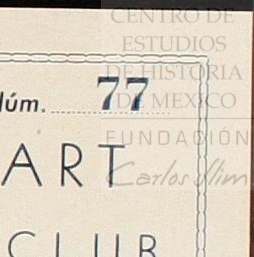 CENTRO DE
ESTUDIOS
DE HISTORIA
DE MEXICO
FUNDACIÓN
Carlos Slim
Núm. 77
ART
CLUB